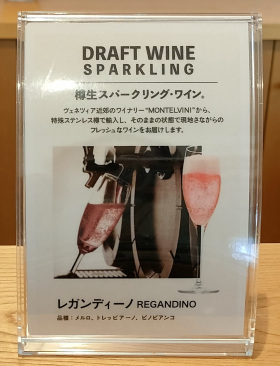 DRAFT WINE
SPARKLING
樽生スパークリング・ワイン。
ヴェネツィア近郊のワイナリー“MONTELVINI”から、
特殊ステンレス樽で輸入し、そのままの状態で現地さながらの
フレッシュなワインをお届けします。
レガンディーノ REGANDINO
品種：メルロ、トレッビアーノ、ピノビアンコ